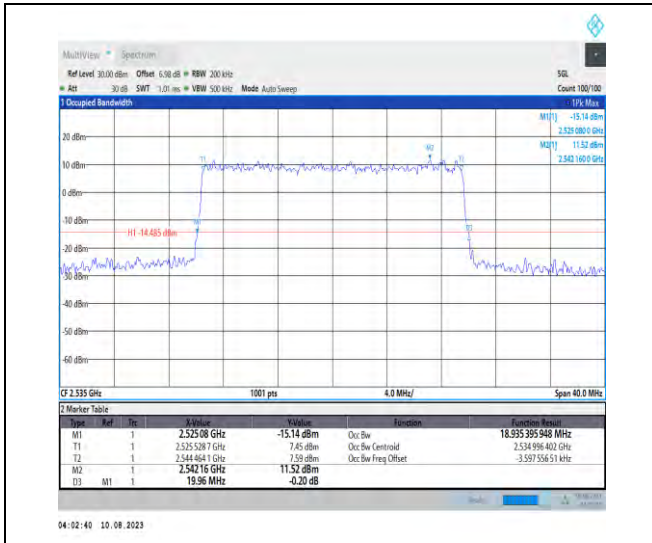 MultiView Spectrum
Ref Level 30.00 dBm Offset 6.98 dB RBW 200 kHz SGL
Att 30 dB SWT 1.01 ms VBW 500 kHz Mode Auto Sweep Count 100/100
1 Occupied Bandwidth 1Pk Max
M1[1] -15.14 dBm
2.525 080 0 GHz
M2[1] 11.52 dBm
2.542 160 0 GHz
20 dBm
M2
T1
10 dBm
0 dBm
-10 dBm
H1 -14.485 dBm
-20 dBm
-30 dBm
-40 dBm
-50 dBm
-60 dBm
CF 2.535 GHz 1001 pts 4.0 MHz/ Span 40.0 MHz
2 Marker Table
Type Ref Trc X-Value Y-Value Function Function Result
M1 1 2.52508 GHz -15.14 dBm Occ Bw 18.935 395 948 MHz
T1 1 2.525 528 7 GHz 7.45 dBm Occ Bw Centroid 2.534 996 402 GHz
T2 1 2.544 464 1 GHz 7.59 dBm Occ Bw Freq Offset -3.597 556 51 kHz
M2 1 2.54216 GHz 11.52 dBm
D3 M1 1 19.96 MHz -0.20 dB
04:02:40 10.08.2023